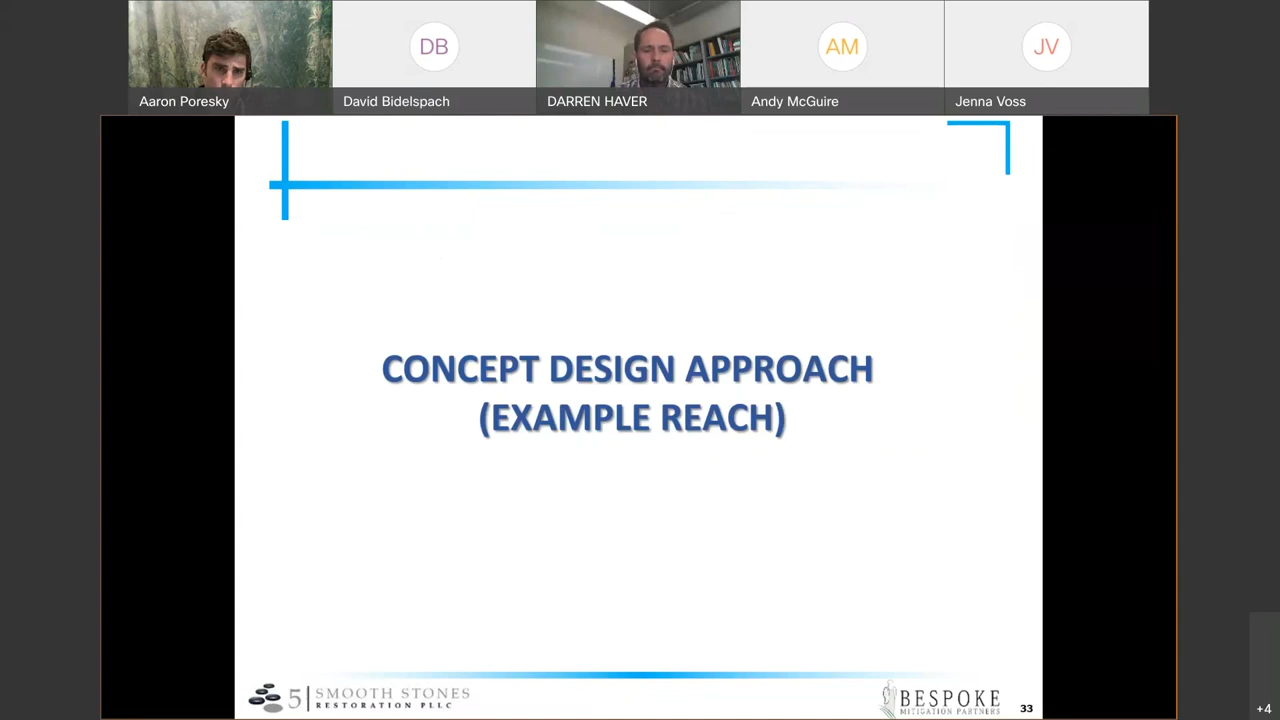 Aaron Poresky
DB
David Bidelspach
DARREN HAVER
AM
Andy McGuire
JV
Jenna Voss
CONCEPT DESIGN APPROACH
(EXAMPLE REACH)
5 SMOOTH STONES
RESTORATION PLLC
BESPOKE
MITIGATION PARTNERS
33
+4